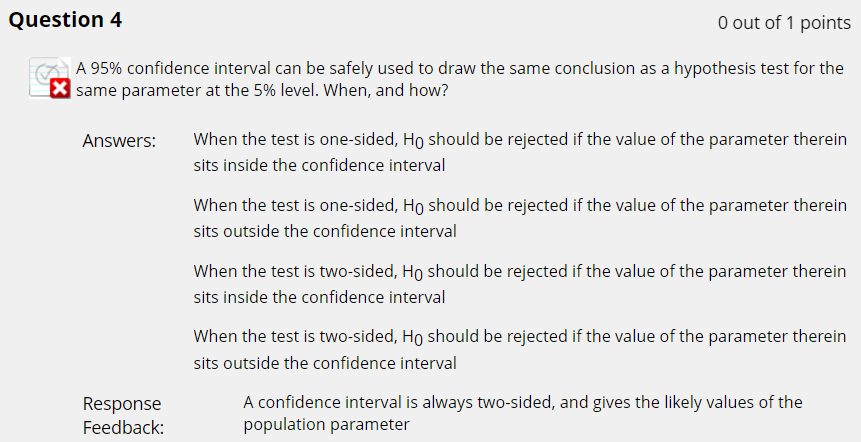 Question 4
0 out of 1 points
A 95% confidence interval can be safely used to draw the same conclusion as a hypothesis test for the
same parameter at the 5% level. When, and how?
Answers:
When the test is one-sided, H0 should be rejected if the value of the parameter therein
sits inside the confidence interval
When the test is one-sided, H0 should be rejected if the value of the parameter therein
sits outside the confidence interval
When the test is two-sided, H0 should be rejected if the value of the parameter therein
sits inside the confidence interval
When the test is two-sided, H0 should be rejected if the value of the parameter therein
sits outside the confidence interval
Response
Feedback:
A confidence interval is always two-sided, and gives the likely values of the
population parameter